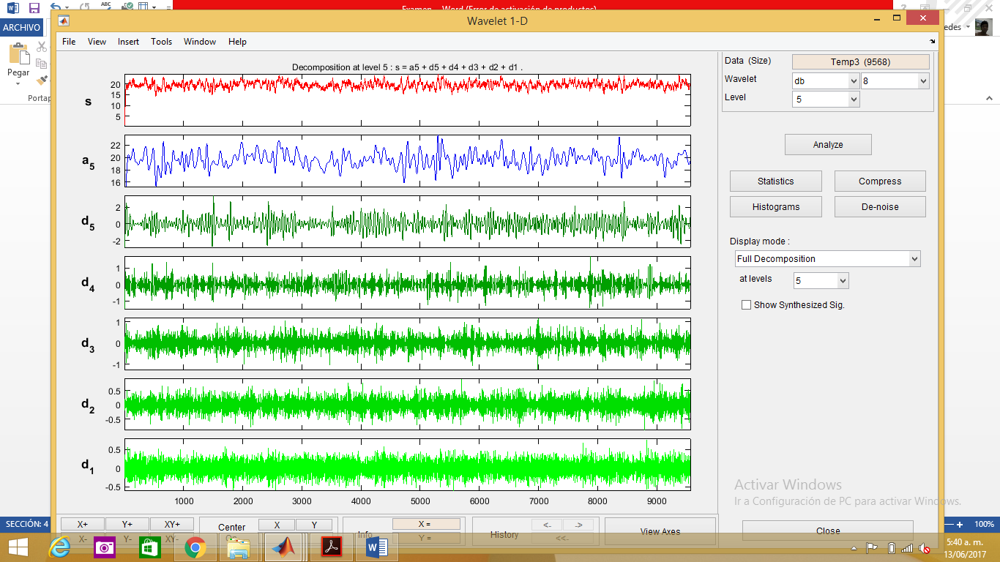 Examen - Word (Error de activación de productos)
ABC
?
ARCHIVO
edes
Pegar
Portap
Wavelet 1-D
File View Insert Tools Window Help
Decomposition at level 5 : s = a5 + d5 + d4 + d3 + d2 + d1 .
s
20
15
10
5
a5
22
20
18
16
d5
2
0
-2
d4
1
0
-1
d3
1
0
-1
d2
0.5
0
-0.5
d1
0.5
0
-0.5
1000 2000 3000 4000 5000 6000 7000 8000 9000
Data (Size) Temp3 (9568)
Wavelet db 8
Level 5
Analyze
Statistics Compress
Histograms De-noise
Display mode :
Full Decomposition
at levels 5
Show Synthesized Sig.
Activar Windows
Ir a Configuración de PC para activar Windows.
X+ Y+ XY+
X- Y- XY-
Center X Y
On
Info X =
Y =
History <- ->
<<-
View Axes
Close
SECCIÓN: 4
100%
5:40 a. m.
13/06/2017